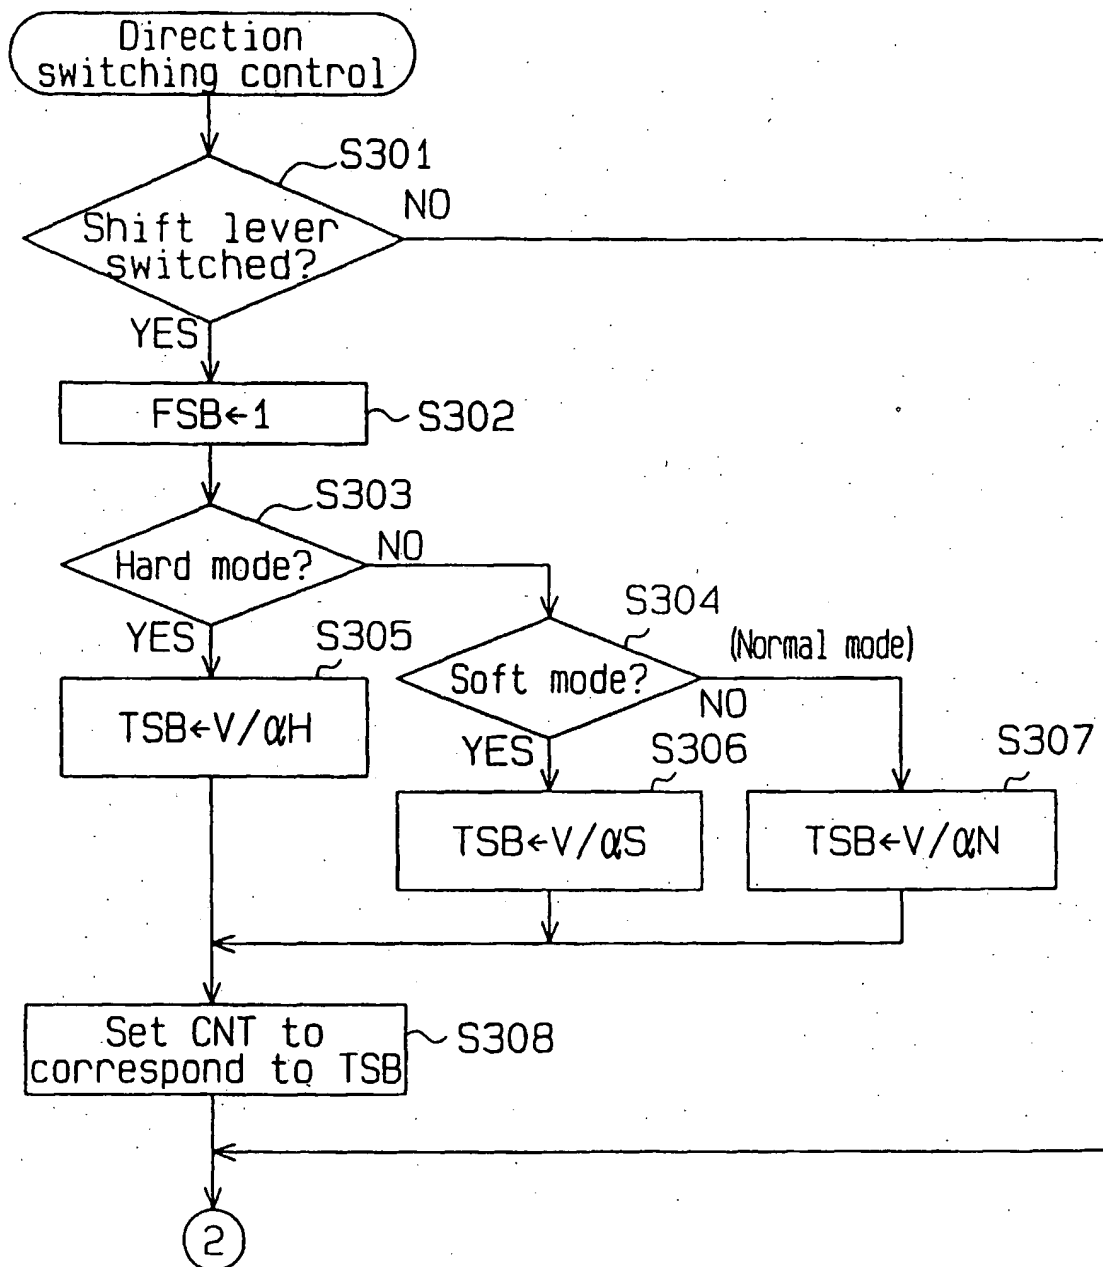 Direction
switching control
S301
NO
Shift lever
switched?
YES
FSB←1
S302
S303
NO
Hard mode?
YES
S304
S305
(Normal mode)
Soft mode?
NO
TSB←V/αH
YES
S306
S307
TSB←V/αS
TSB←V/αN
Set CNT to
correspond to TSB
S308
2